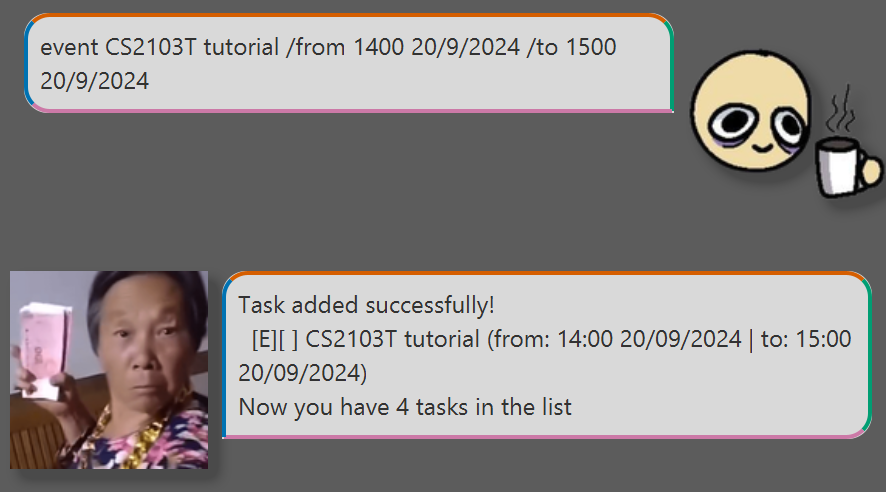 event CS2103T tutorial /from 1400 20/9/2024 /to 1500
20/9/2024
Task added successfully!
[E][ ] CS2103T tutorial (from: 14:00 20/09/2024 | to: 15:00
20/09/2024)
Now you have 4 tasks in the list